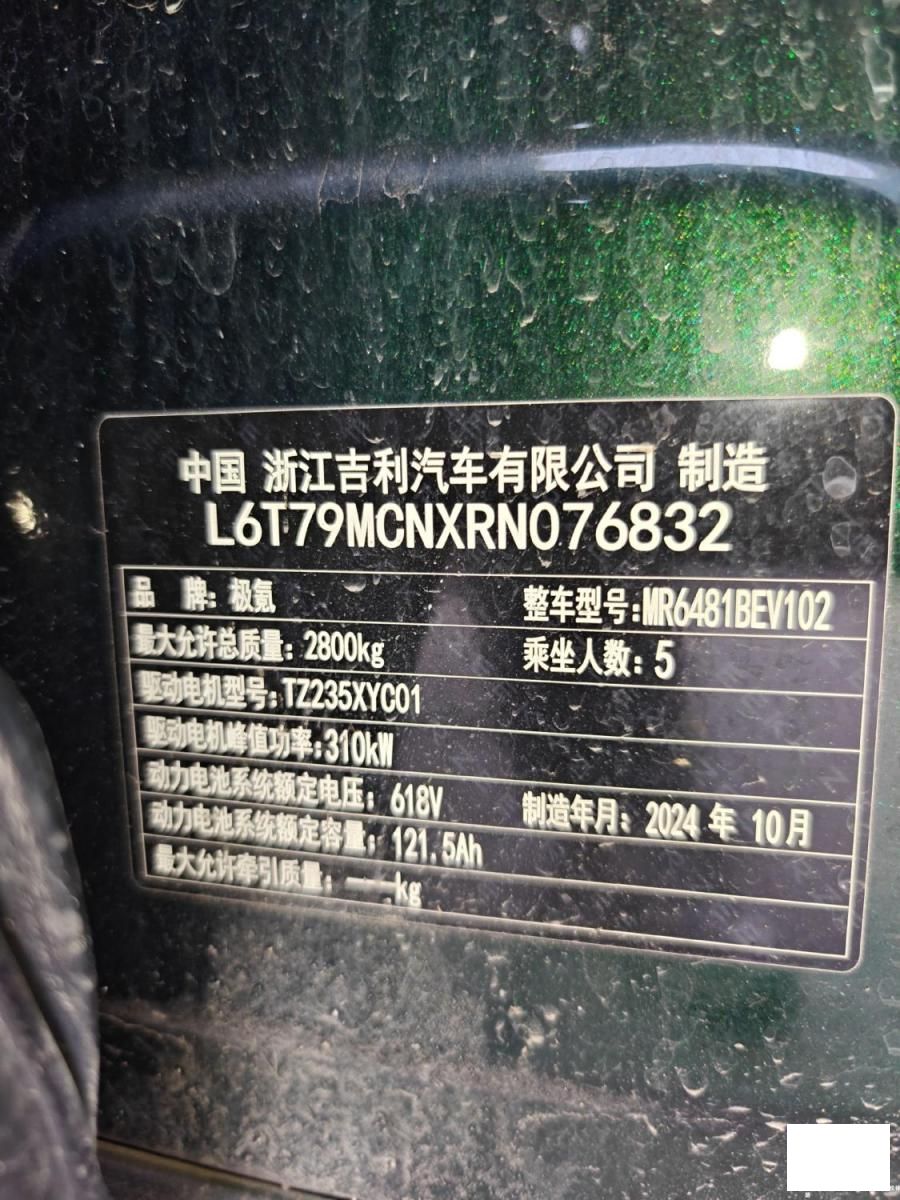 中国 浙江吉利汽车有限公司 制造
L6T79MCNXRN076832
品 牌: 极氪 整车型号:MR6481BEV102
最大允许总质量: 2800kg 乘坐人数: 5
驱动电机型号:TZ235XYC01
驱动电机峰值功率:310kW
动力电池系统额定电压: 618V 制造年月: 2024 年 10 月
动力电池系统额定容量: 121.5Ah
最大允许牵引质量: ——kg